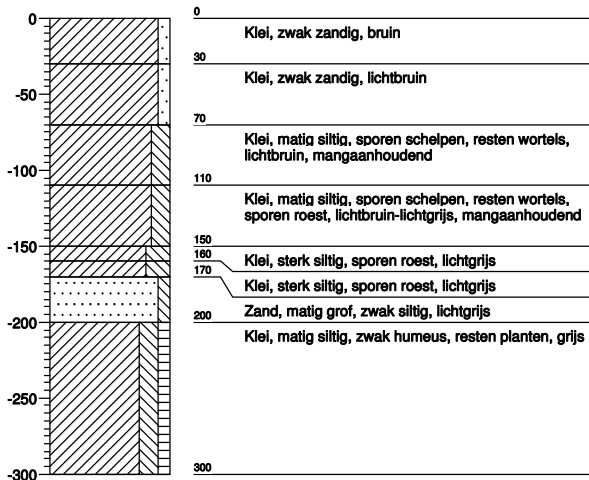 0
0
Klei, zwak zandig, bruin
30
Klei, zwak zandig, lichtbruin
-50
70
Klei, matig siltig, sporen schelpen, resten wortels,
lichtbruin, mangaanhoudend
-100
110
Klei, matig siltig, sporen schelpen, resten wortels,
sporen roest, lichtbruin-lichtgrijs, mangaanhoudend
-150
150
160
Klei, sterk siltig, sporen roest, lichtgrijs
170
Klei, sterk siltig, sporen roest, lichtgrijs
Zand, matig grof, zwak siltig, lichtgrijs
-200
200
Klei, matig siltig, zwak humeus, resten planten, grijs
-250
-300
300